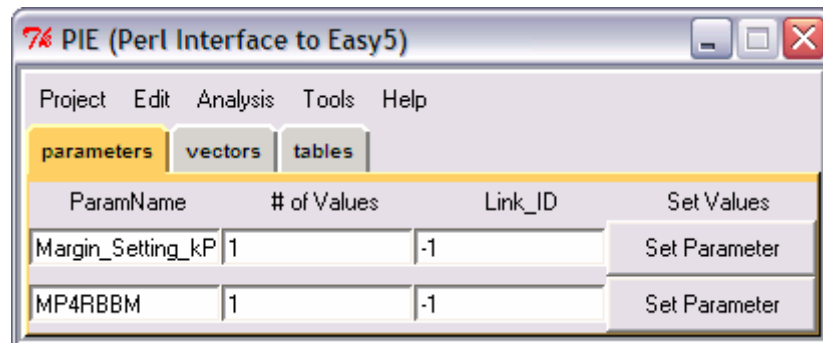 PIE (Perl Interface to Easy5)
Project Edit Analysis Tools Help
parameters vectors tables
ParamName # of Values Link_ID Set Values
Margin_Setting_kP 1 -1 Set Parameter
MP4RBBM 1 -1 Set Parameter